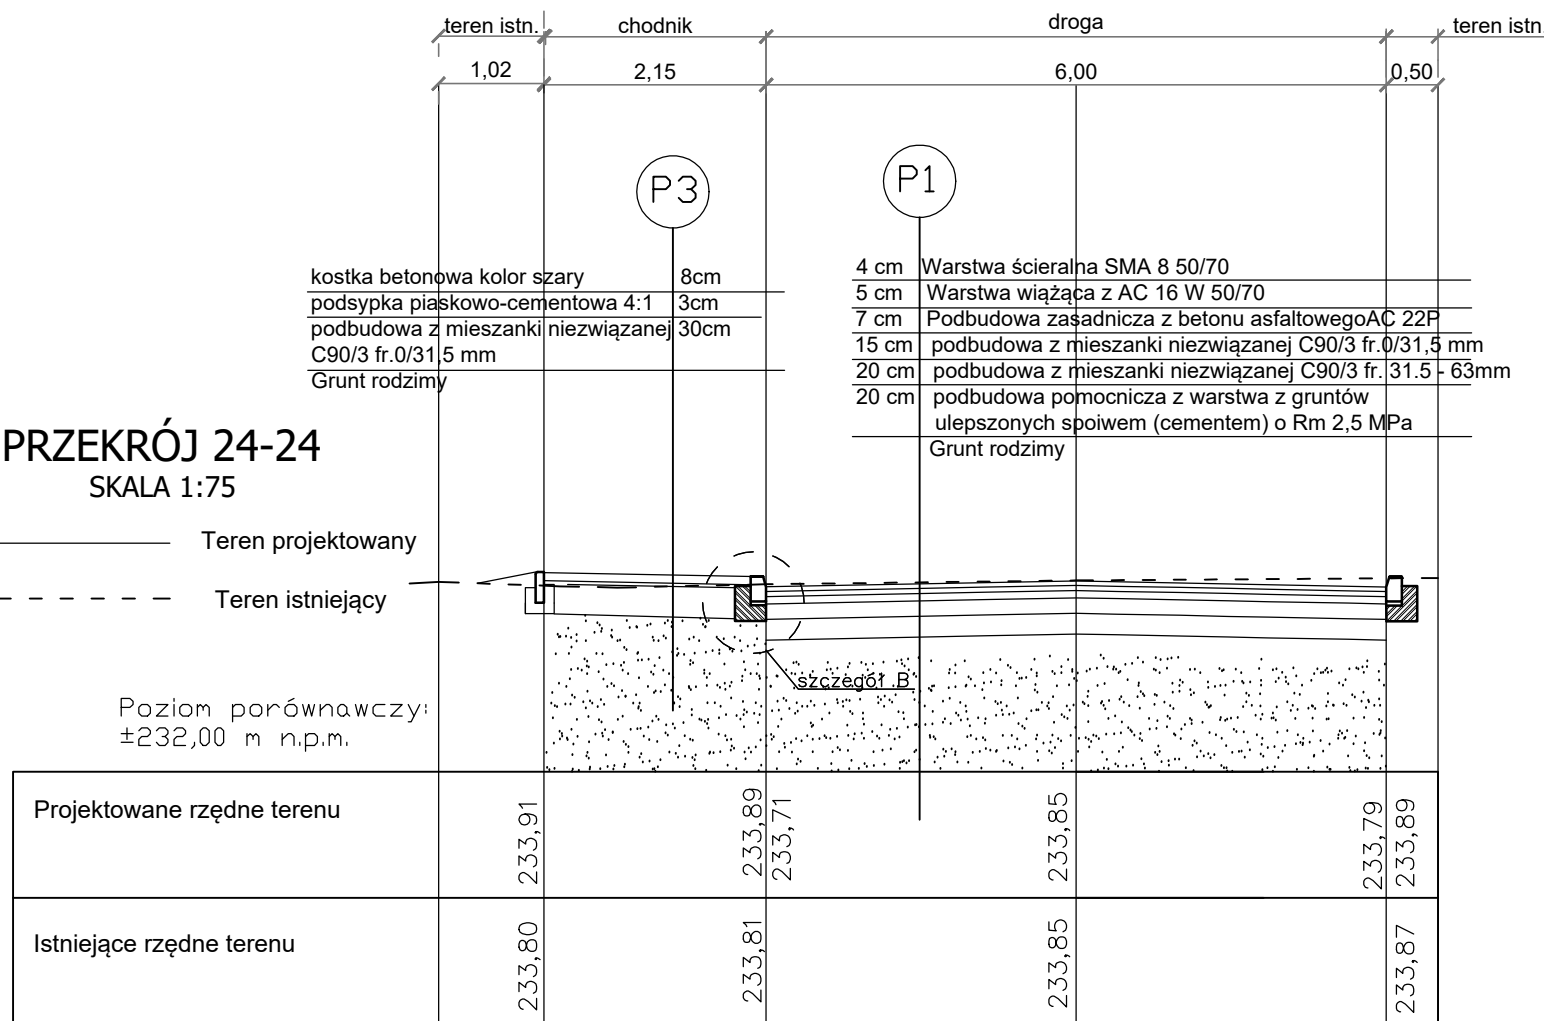 teren istn.
chodnik
droga
teren istn.
1,02
2,15
6,00
0,50
P3
P1
kostka betonowa kolor szary 8cm
podsypka piaskowo-cementowa 4:1 3cm
podbudowa z mieszanki niezwiązanej 30cm
C90/3 fr.0/31,5 mm
Grunt rodzimy
4 cm Warstwa ścieralna SMA 8 50/70
5 cm Warstwa wiążąca z AC 16 W 50/70
7 cm Podbudowa zasadnicza z betonu asfaltowegoAC 22P
15 cm podbudowa z mieszanki niezwiązanej C90/3 fr.0/31,5 mm
20 cm podbudowa z mieszanki niezwiązanej C90/3 fr. 31.5 - 63mm
20 cm podbudowa pomocnicza z warstwa z gruntów
ulepszonych spoiwem (cementem) o Rm 2,5 MPa
Grunt rodzimy
PRZEKRÓJ 24-24
SKALA 1:75
Teren projektowany
Teren istniejący
szczegół B
Poziom porównawczy:
±232,00 m n.p.m.
Projektowane rzędne terenu
233,91
233,89
233,71
233,85
233,79
233,89
Istniejące rzędne terenu
233,80
233,81
233,85
233,87